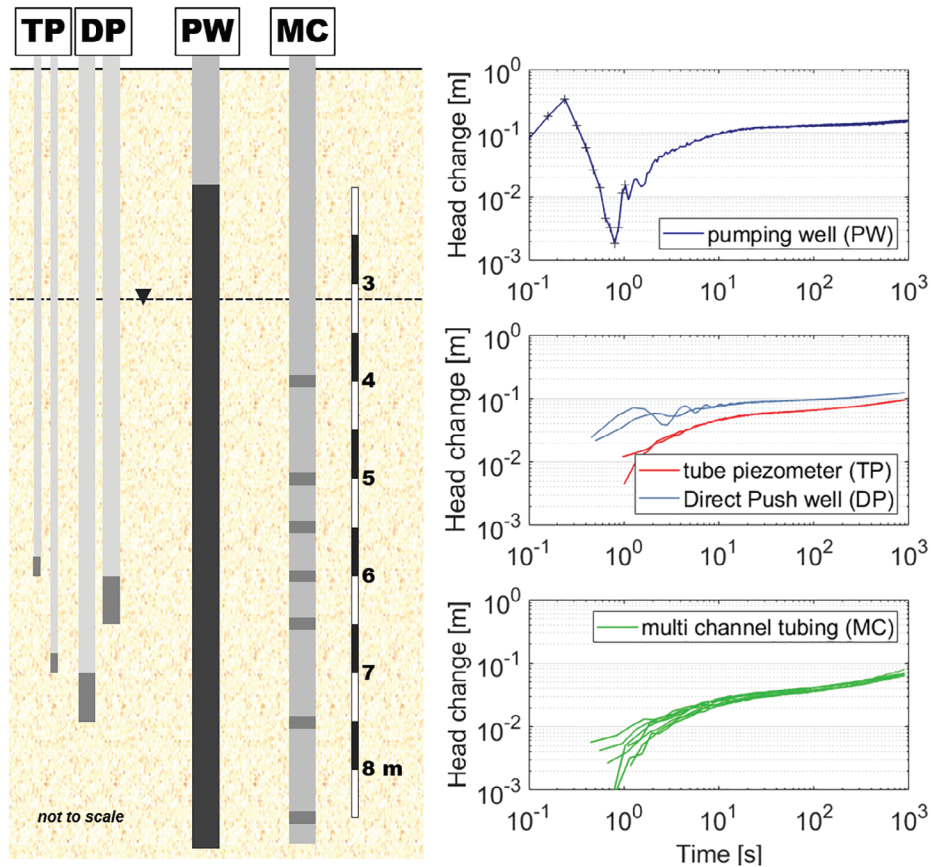 TP DP PW MC
3
4
5
6
7
8 m
not to scale
Head change [m]
10^0
10^-1
10^-2
10^-3
pumping well (PW)
10^-1 10^0 10^1 10^2 10^3
Head change [m]
10^0
10^-1
10^-2
10^-3
tube piezometer (TP)
Direct Push well (DP)
10^-1 10^0 10^1 10^2 10^3
Head change [m]
10^0
10^-1
10^-2
10^-3
multi channel tubing (MC)
10^-1 10^0 10^1 10^2 10^3
Time [s]